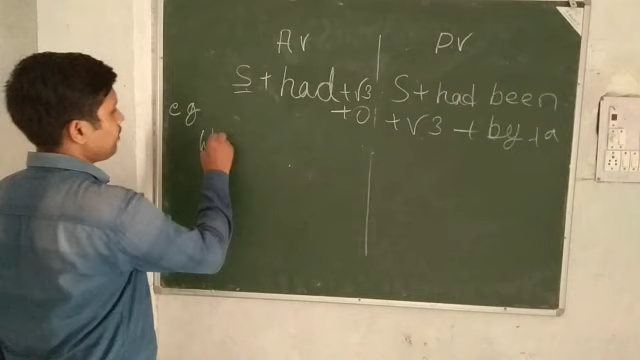 Av PV
S + had + v3 S + had been
+ O + v3 + by + a
eg